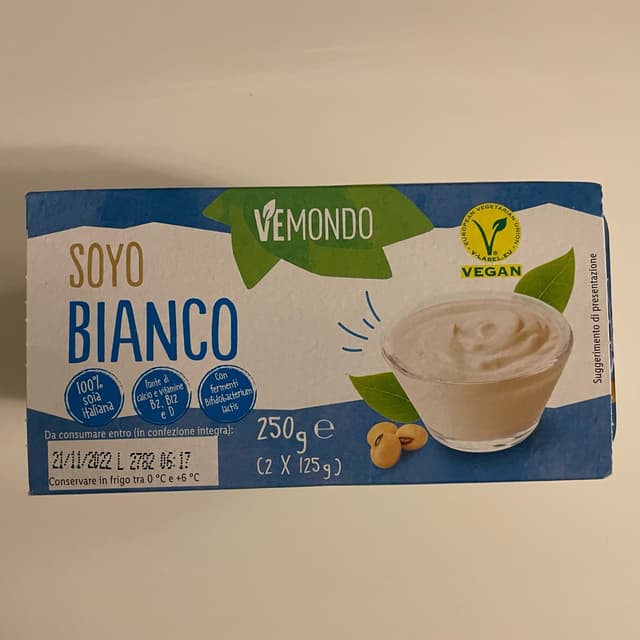 VEMONDO
EUROPEAN VEGETARIAN UNION
V-LABEL.EU
VEGAN
SOYO
BIANCO
100%
soia
italiana
fonte di
calcio e vitamine
B2, B12
e D
Con
fermenti
Bifidobacterium
lactis
Suggerimento di presentazione
Da consumare entro (in confezione integra):
21/11/2022 L 2782 06:17
Conservare in frigo tra 0 °C e +6 °C
250g e
(2 X 125g)